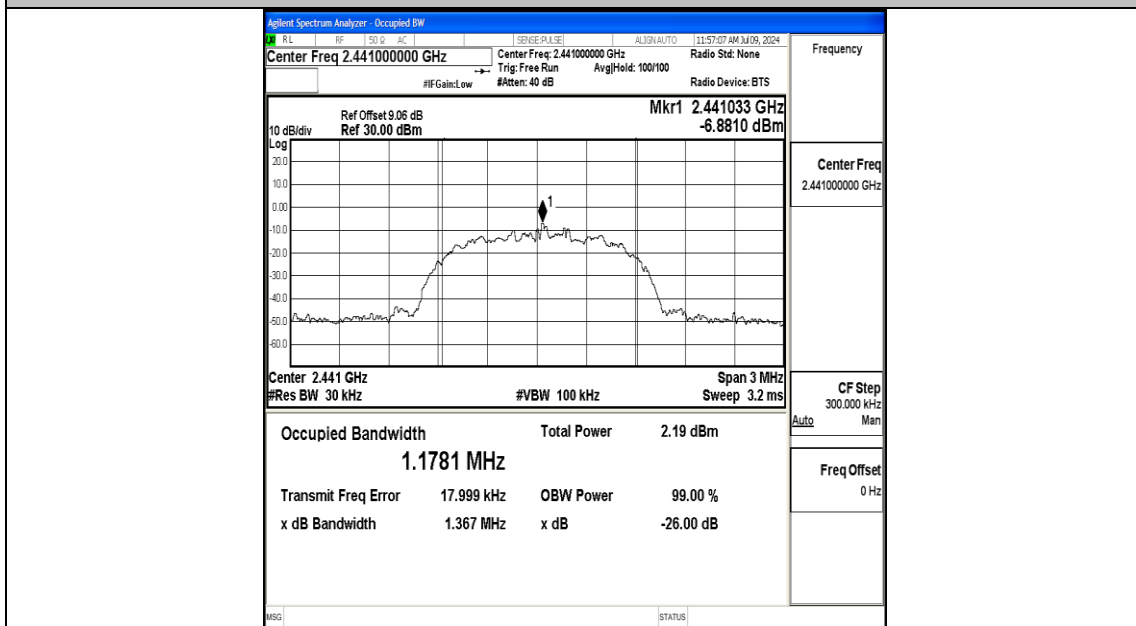 Agilent Spectrum Analyzer - Occupied BW
LXI RL RF 50 Ω AC SENSE:PULSE ALIGN AUTO 11:57:07 AM Jul 09, 2024
Center Freq 2.441000000 GHz
Center Freq: 2.441000000 GHz Radio Std: None
Trig: Free Run Avg|Hold: 100/100
#IFGain:Low #Atten: 40 dB Radio Device: BTS
Frequency
Mkr1 2.441033 GHz
-6.8810 dBm
Ref Offset 9.06 dB
10 dB/div Ref 30.00 dBm
Log
20.0
10.0
0.00
-10.0
-20.0
-30.0
-40.0
-50.0
-60.0
1
Center 2.441 GHz Span 3 MHz
#Res BW 30 kHz #VBW 100 kHz Sweep 3.2 ms
Occupied Bandwidth Total Power 2.19 dBm
1.1781 MHz
Transmit Freq Error 17.999 kHz OBW Power 99.00 %
x dB Bandwidth 1.367 MHz x dB -26.00 dB
Center Freq
2.441000000 GHz
CF Step
300.000 kHz
Auto Man
Freq Offset
0 Hz
MSG STATUS